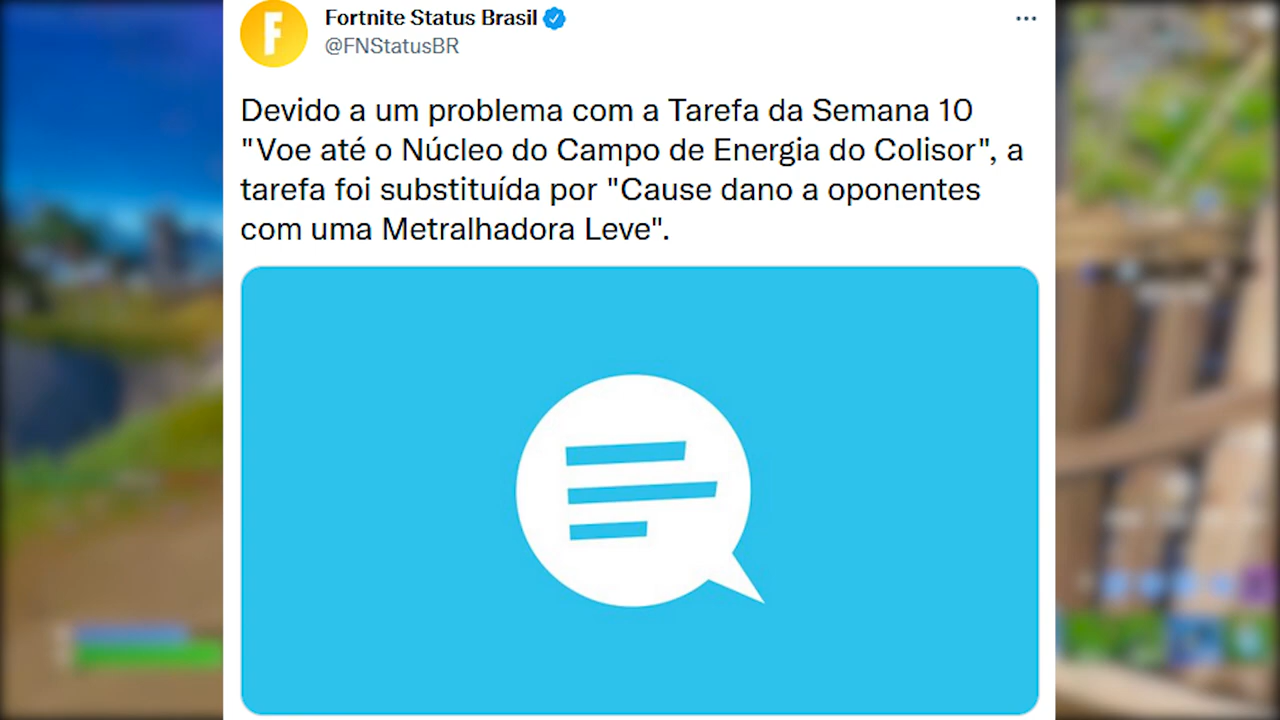 Fortnite Status Brasil
@FNStatusBR
Devido a um problema com a Tarefa da Semana 10
"Voe até o Núcleo do Campo de Energia do Colisor", a
tarefa foi substituída por "Cause dano a oponentes
com uma Metralhadora Leve".